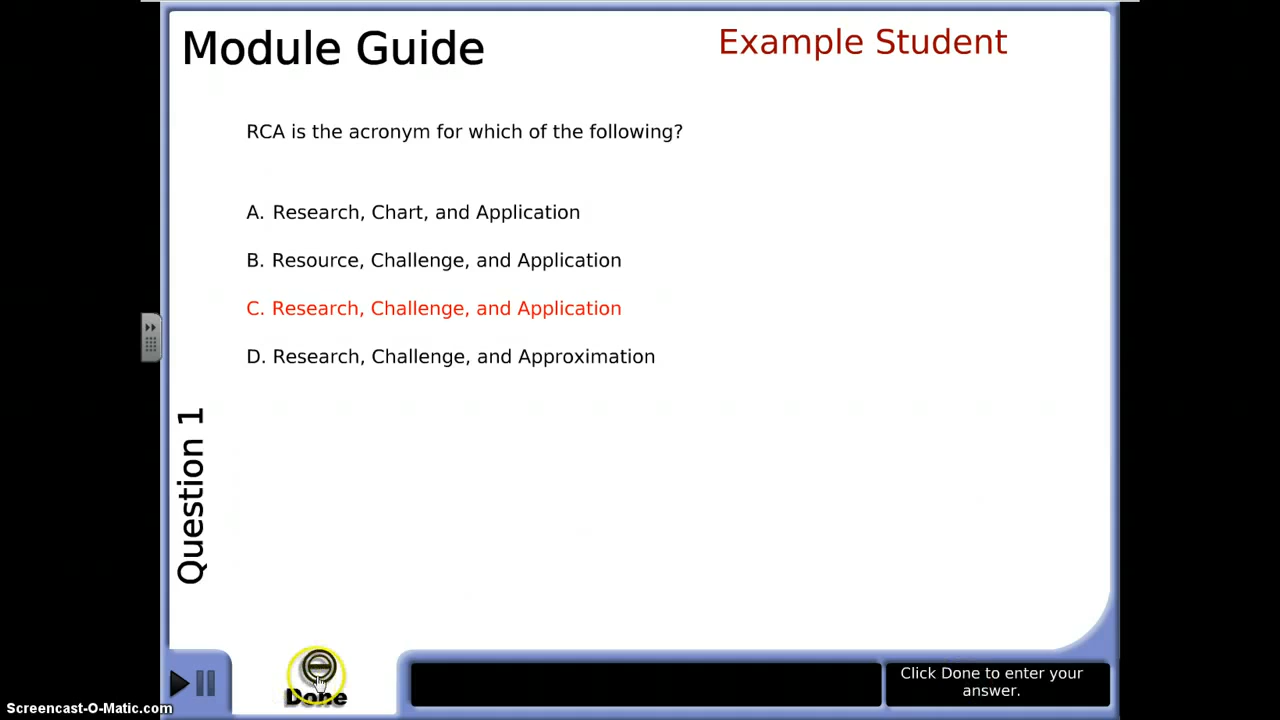 Module Guide
Example Student
RCA is the acronym for which of the following?
A. Research, Chart, and Application
B. Resource, Challenge, and Application
C. Research, Challenge, and Application
D. Research, Challenge, and Approximation
Question 1
Done
Click Done to enter your
answer.
Screencast-O-Matic.com